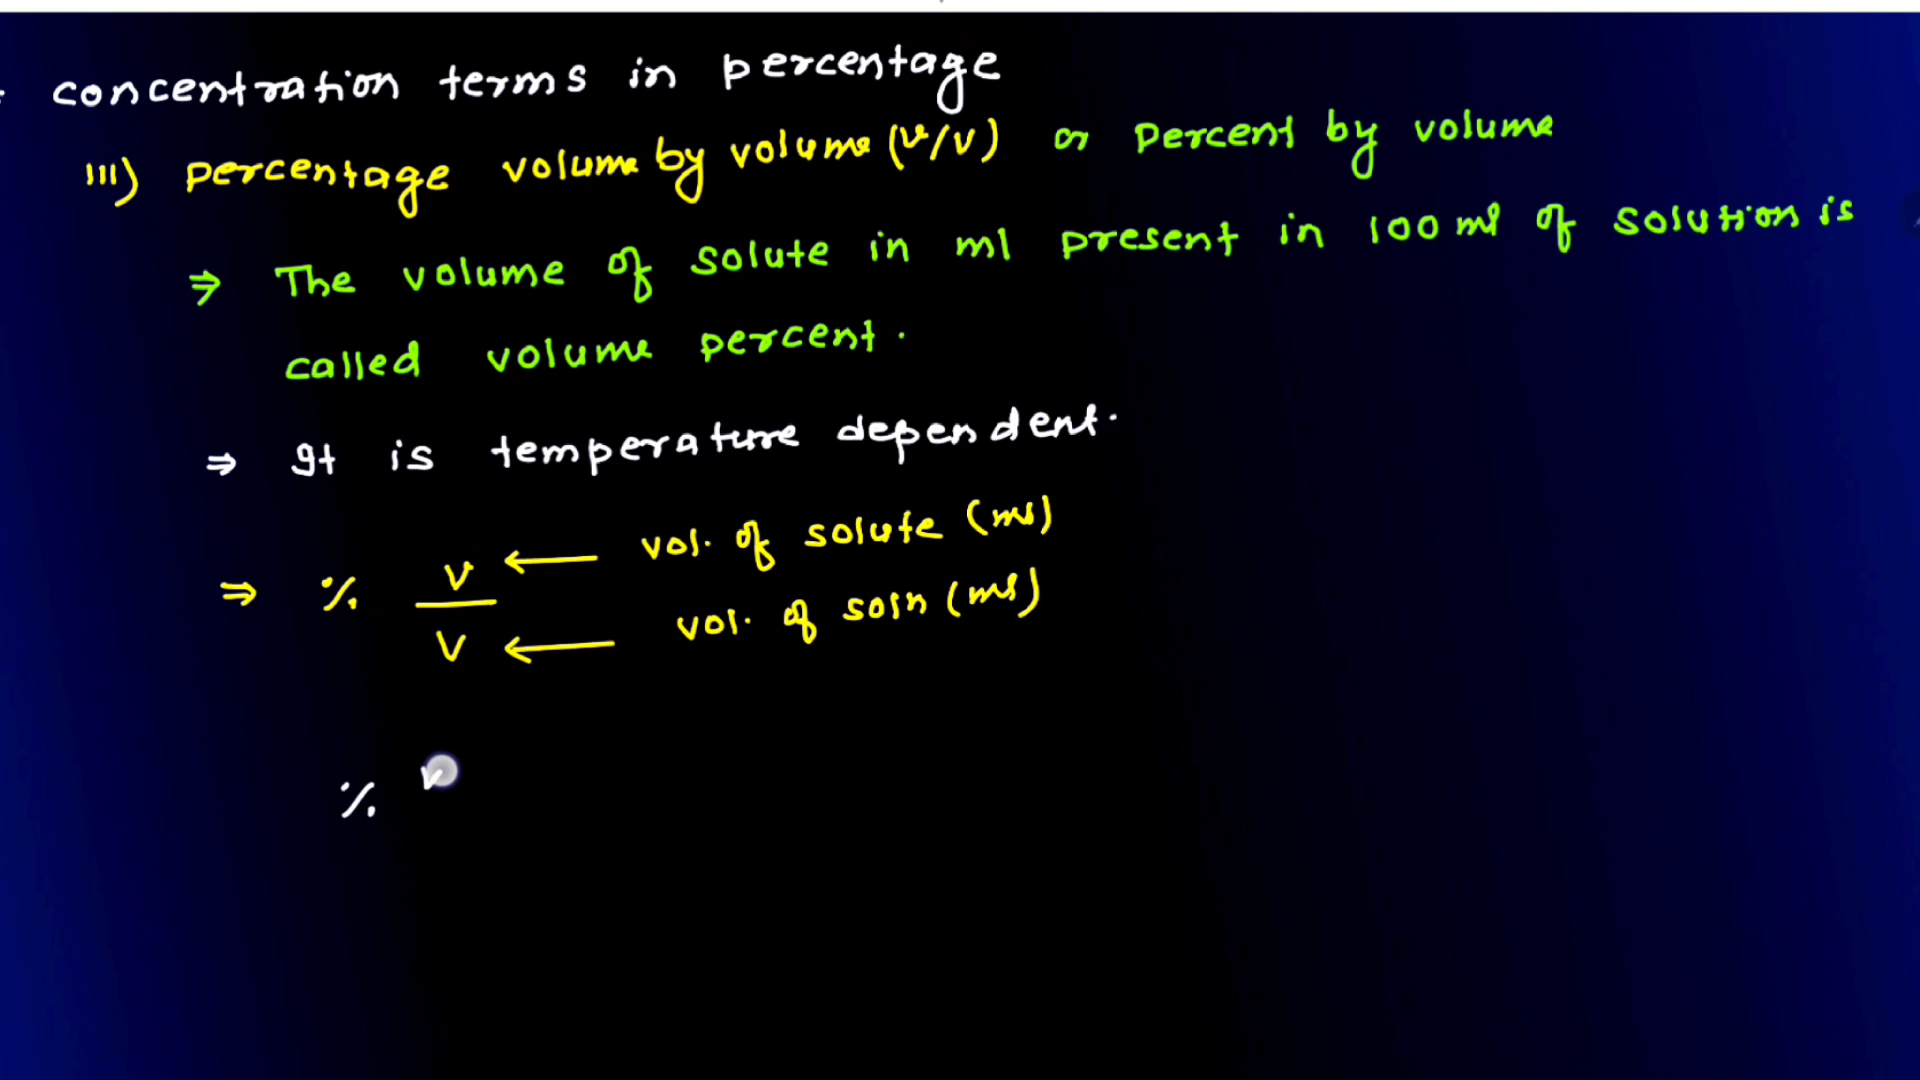 concentration terms in percentage
III) percentage volume by volume (v/v) or percent by volume
⇒ The volume of solute in ml present in 100 ml of solution is
called volume percent.
⇒ It is temperature dependent.
⇒ % v ← vol. of solute (ml)
v ← vol. of soln (ml)
% v